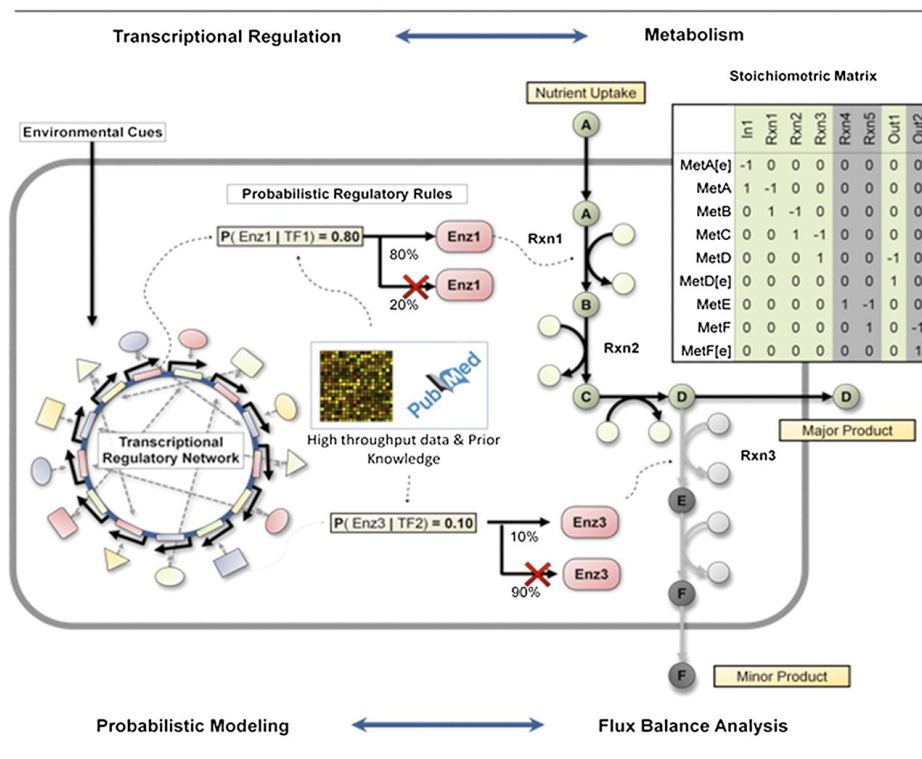 Transcriptional Regulation
Metabolism
Stoichiometric Matrix
Nutrient Uptake
Environmental Cues
In1 Rxn1 Rxn2 Rxn3 Rxn4 Rxn5 Out1 Out2
MetA[e] -1 0 0 0 0 0 0 0
MetA 1 -1 0 0 0 0 0 0
MetB 0 1 -1 0 0 0 0 0
MetC 0 0 1 -1 0 0 0 0
MetD 0 0 0 1 0 0 -1 0
MetD[e] 0 0 0 0 0 0 1 0
MetE 0 0 0 0 1 -1 0 0
MetF 0 0 0 0 0 1 0 -1
MetF[e] 0 0 0 0 0 0 0 1
A
A
Probabilistic Regulatory Rules
P( Enz1 | TF1) = 0.80
Enz1
80%
Enz1
20%
Rxn1
B
Rxn2
C
D
D
Major Product
PubMed
High throughput data & Prior
Knowledge
Transcriptional
Regulatory Network
Rxn3
E
P( Enz3 | TF2) = 0.10
Enz3
10%
Enz3
90%
F
F
Minor Product
Probabilistic Modeling
Flux Balance Analysis